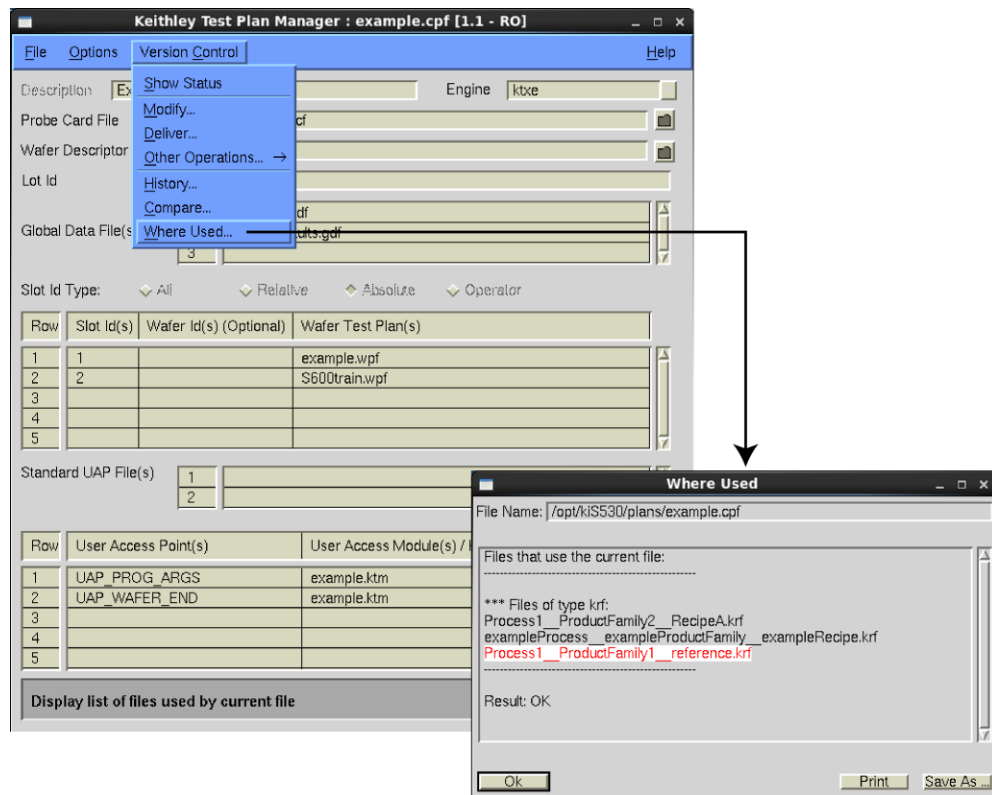 Keithley Test Plan Manager : example.cpf [1.1 - RO]
File Options Version Control Help
Show Status
Modify...
Deliver...
Other Operations... →
History...
Compare...
Where Used...
Description Ex Engine ktxe
Probe Card File cf
Wafer Descriptor
Lot Id
Global Data File(s df
ults.gdf
3
Slot Id Type: All Relative Absolute Operator
Row Slot Id(s) Wafer Id(s) (Optional) Wafer Test Plan(s)
1 1 example.wpf
2 2 S600train.wpf
3
4
5
Standard UAP File(s) 1
2
Row User Access Point(s) User Access Module(s) /
1 UAP_PROG_ARGS example.ktm
2 UAP_WAFER_END example.ktm
3
4
5
Display list of files used by current file
Where Used
File Name: /opt/kiS530/plans/example.cpf
Files that use the current file:
------------------------------------------------------
*** Files of type krf:
Process1__ProductFamily2__RecipeA.krf
exampleProcess__exampleProductFamily__exampleRecipe.krf
Process1__ProductFamily1__reference.krf
------------------------------------------------------
Result: OK
Ok Print Save As ...